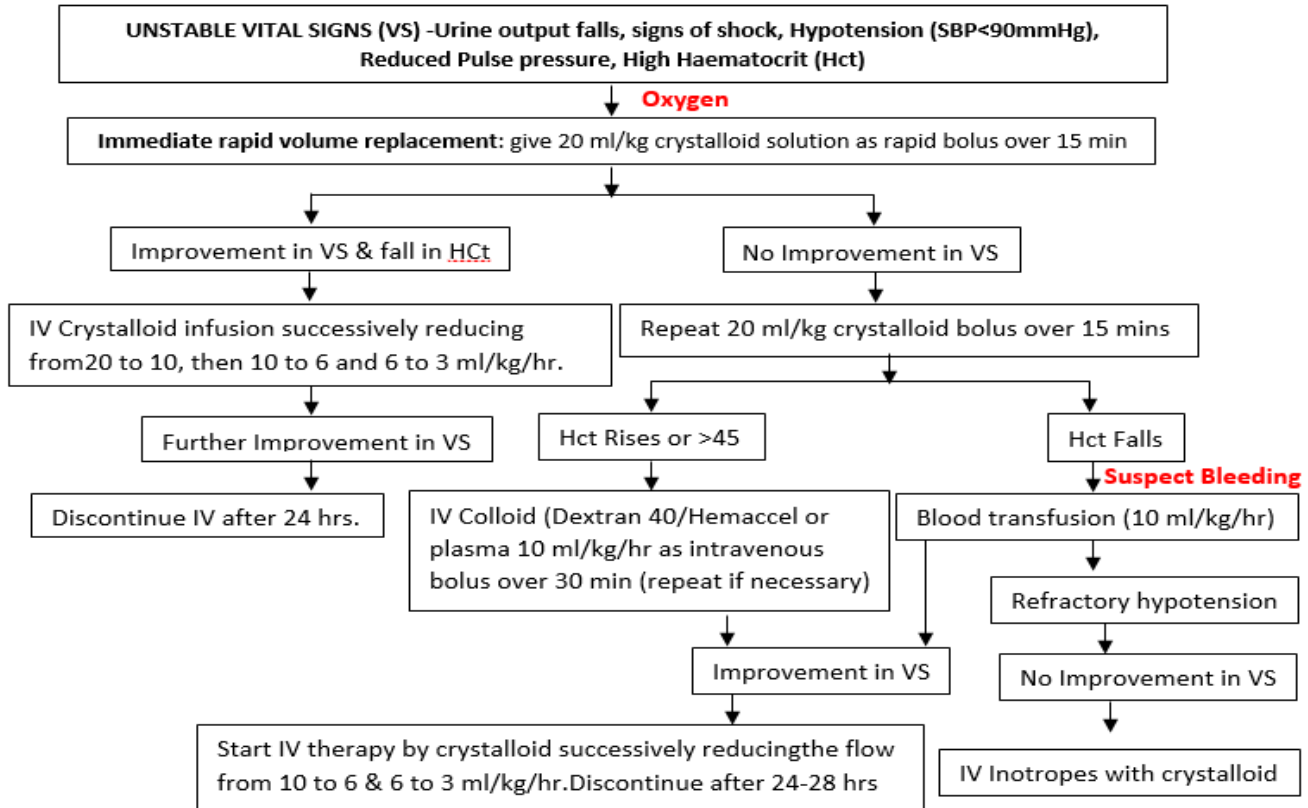 UNSTABLE VITAL SIGNS (VS) -Urine output falls, signs of shock, Hypotension (SBP<90mmHg),
Reduced Pulse pressure, High Haematocrit (Hct)
Oxygen
Immediate rapid volume replacement: give 20 ml/kg crystalloid solution as rapid bolus over 15 min
Improvement in VS & fall in HCt
No Improvement in VS
IV Crystalloid infusion successively reducing
from20 to 10, then 10 to 6 and 6 to 3 ml/kg/hr.
Repeat 20 ml/kg crystalloid bolus over 15 mins
Further Improvement in VS
Hct Rises or >45
Hct Falls
Suspect Bleeding
Discontinue IV after 24 hrs.
IV Colloid (Dextran 40/Hemaccel or
plasma 10 ml/kg/hr as intravenous
bolus over 30 min (repeat if necessary)
Blood transfusion (10 ml/kg/hr)
Refractory hypotension
Improvement in VS
No Improvement in VS
Start IV therapy by crystalloid successively reducingthe flow
from 10 to 6 & 6 to 3 ml/kg/hr.Discontinue after 24-28 hrs
IV Inotropes with crystalloid